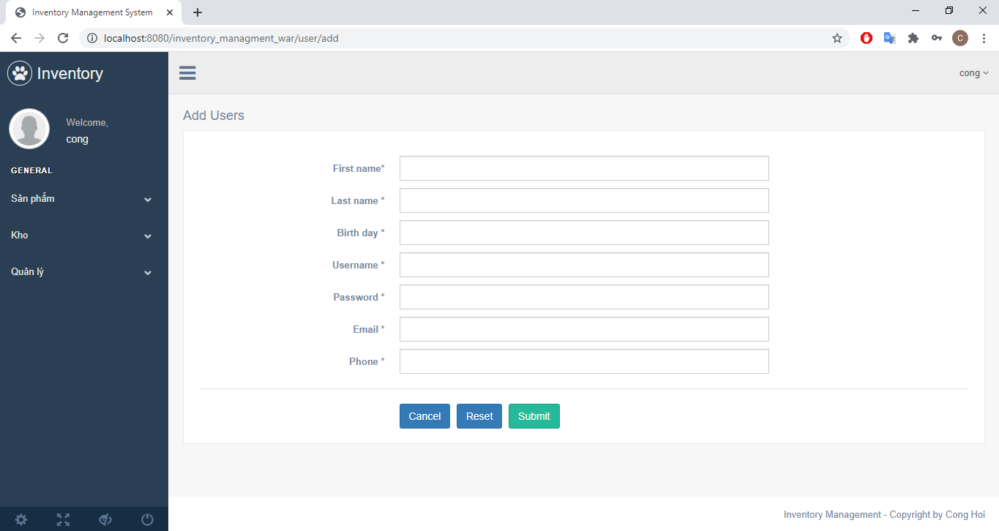 Inventory Management System
localhost:8080/inventory_managment_war/user/add
C
Inventory
cong
Welcome,
cong
GENERAL
Sản phẩm
Kho
Quản lý
Add Users
First name*
Last name *
Birth day *
Username *
Password *
Email *
Phone *
Cancel Reset Submit
Inventory Management - Copyright by Cong Hoi